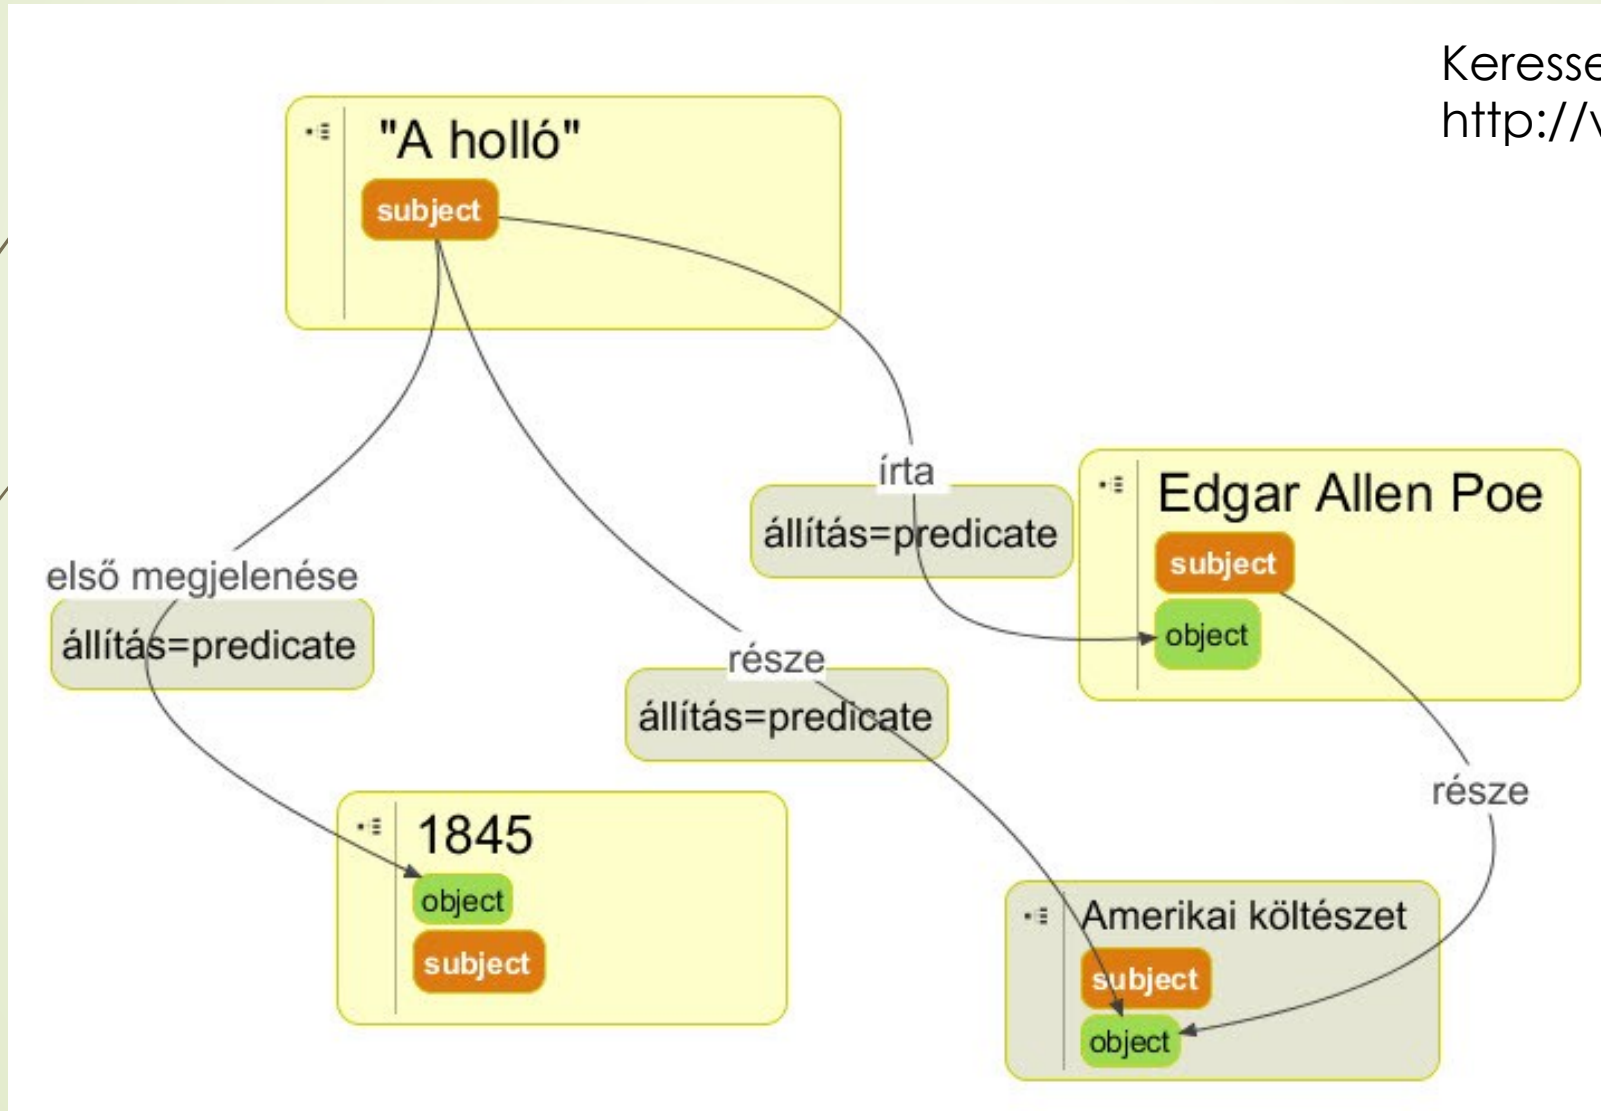 Keresse
http://v
"A holló"
subject
írta
állítás=predicate
Edgar Allen Poe
subject
object
első megjelenése
állítás=predicate
része
állítás=predicate
része
1845
object
subject
Amerikai költészet
subject
object